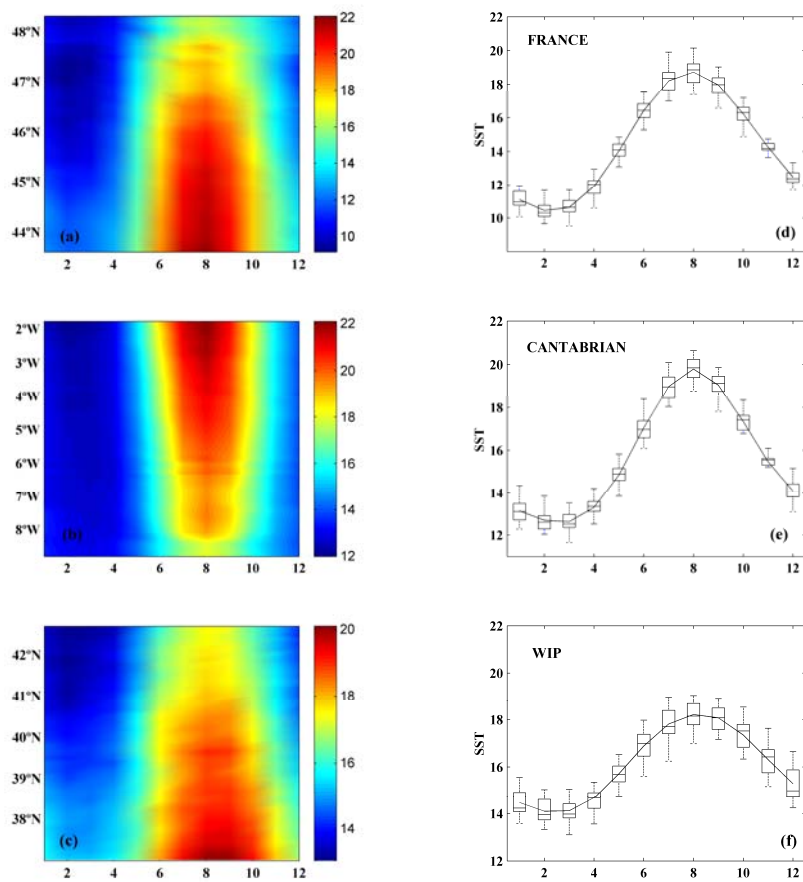 48°N
47°N
46°N
45°N
44°N
(a)
2 4 6 8 10 12
22
20
18
16
14
12
10
FRANCE
SST
20
18
16
14
12
10
(d)
2 4 6 8 10 12
2°W
3°W
4°W
5°W
6°W
7°W
8°W
(b)
2 4 6 8 10 12
22
20
18
16
14
12
CANTABRIAN
SST
22
20
18
16
14
12
(e)
2 4 6 8 10 12
42°N
41°N
40°N
39°N
38°N
(c)
2 4 6 8 10 12
20
19
18
17
16
15
14
WIP
SST
22
20
18
16
14
12
(f)
2 4 6 8 10 12